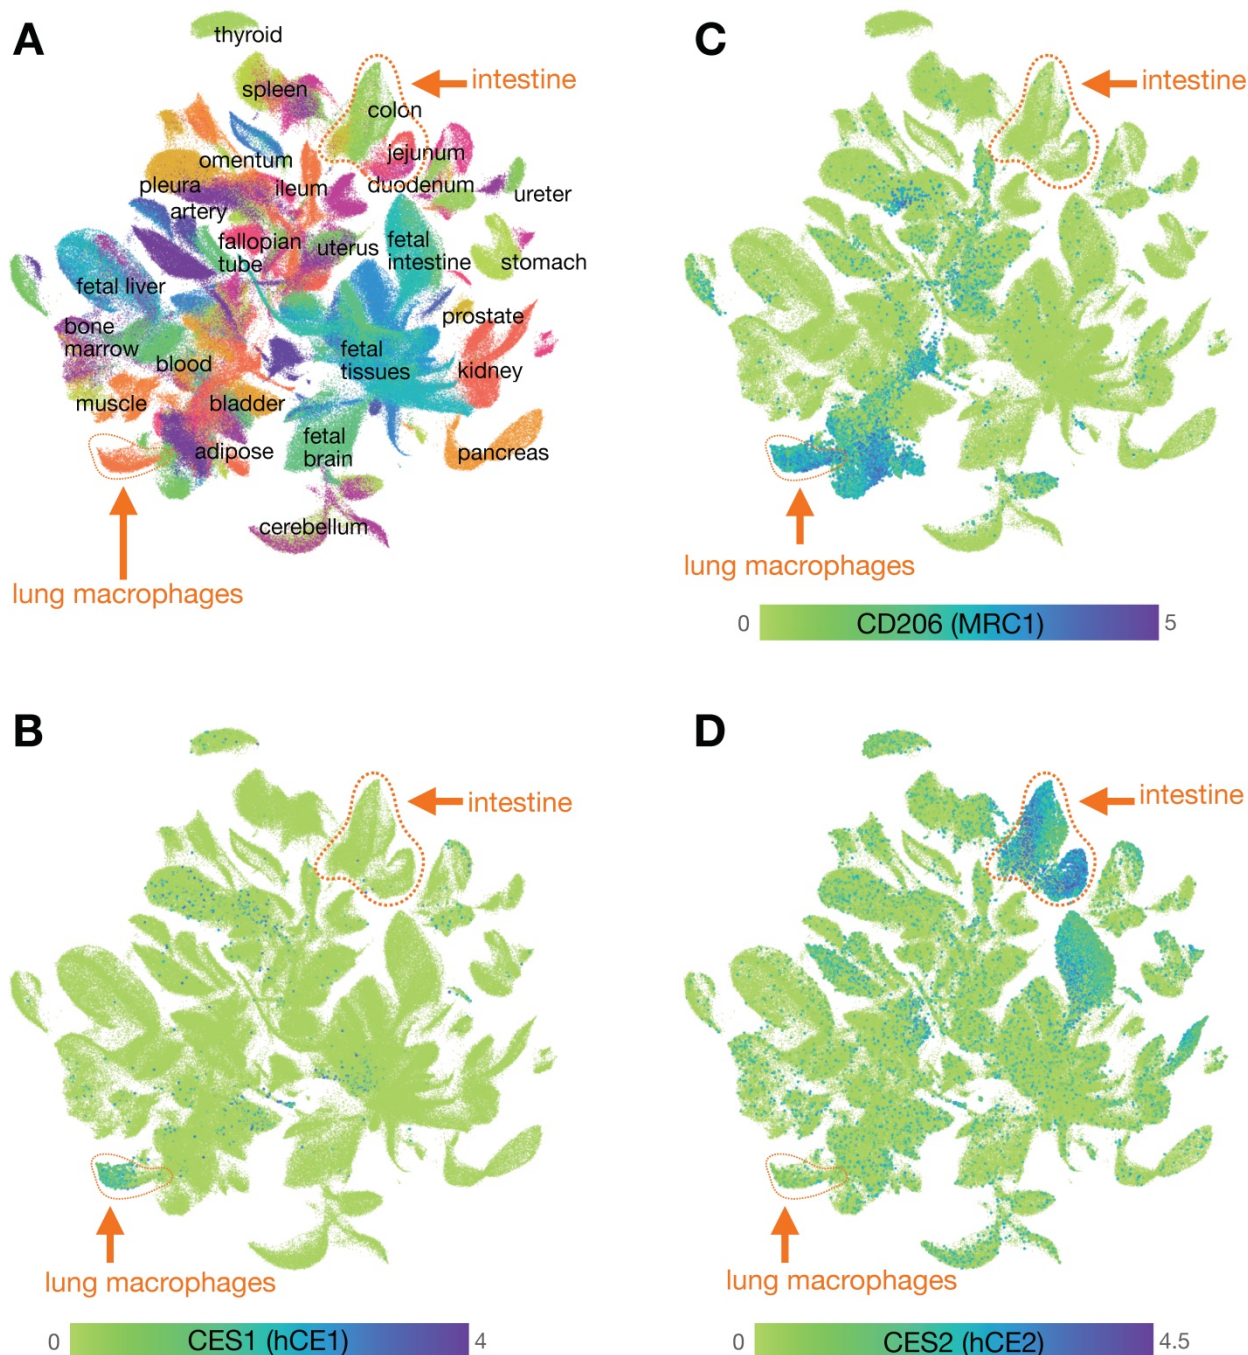 A
thyroid
spleen
intestine
colon
omentum
jejunum
pleura
ileum
duodenum
ureter
artery
fallopian
tube
uterus
fetal
intestine
stomach
fetal liver
bone
marrow
blood
fetal
tissues
prostate
kidney
muscle
bladder
adipose
fetal
brain
pancreas
cerebellum
lung macrophages
C
intestine
lung macrophages
0 CD206 (MRC1) 5
B
intestine
lung macrophages
0 CES1 (hCE1) 4
D
intestine
lung macrophages
0 CES2 (hCE2) 4.5